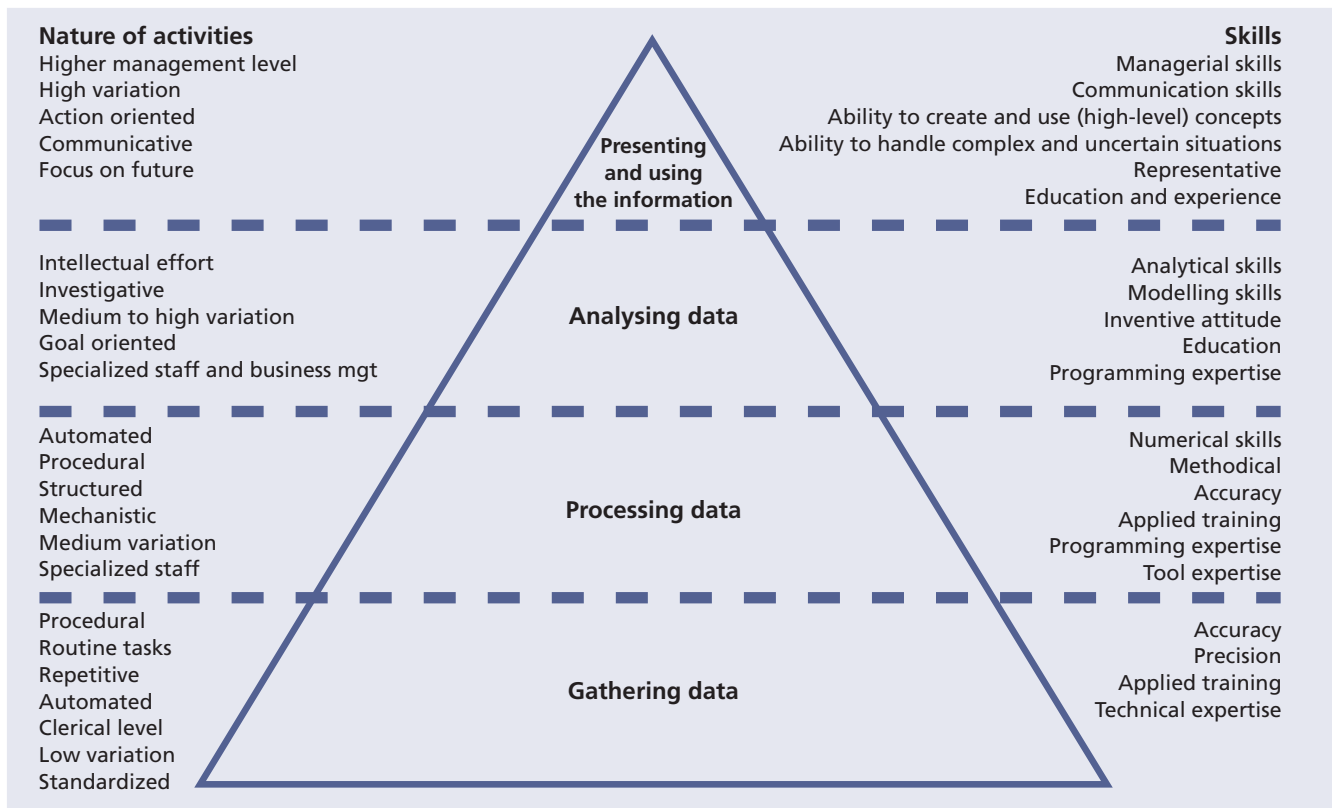 Nature of activities
Higher management level
High variation
Action oriented
Communicative
Focus on future
Presenting
and using
the information
Skills
Managerial skills
Communication skills
Ability to create and use (high-level) concepts
Ability to handle complex and uncertain situations
Representative
Education and experience
Intellectual effort
Investigative
Medium to high variation
Goal oriented
Specialized staff and business mgt
Analysing data
Analytical skills
Modelling skills
Inventive attitude
Education
Programming expertise
Automated
Procedural
Structured
Mechanistic
Medium variation
Specialized staff
Processing data
Numerical skills
Methodical
Accuracy
Applied training
Programming expertise
Tool expertise
Procedural
Routine tasks
Repetitive
Automated
Clerical level
Low variation
Standardized
Gathering data
Accuracy
Precision
Applied training
Technical expertise